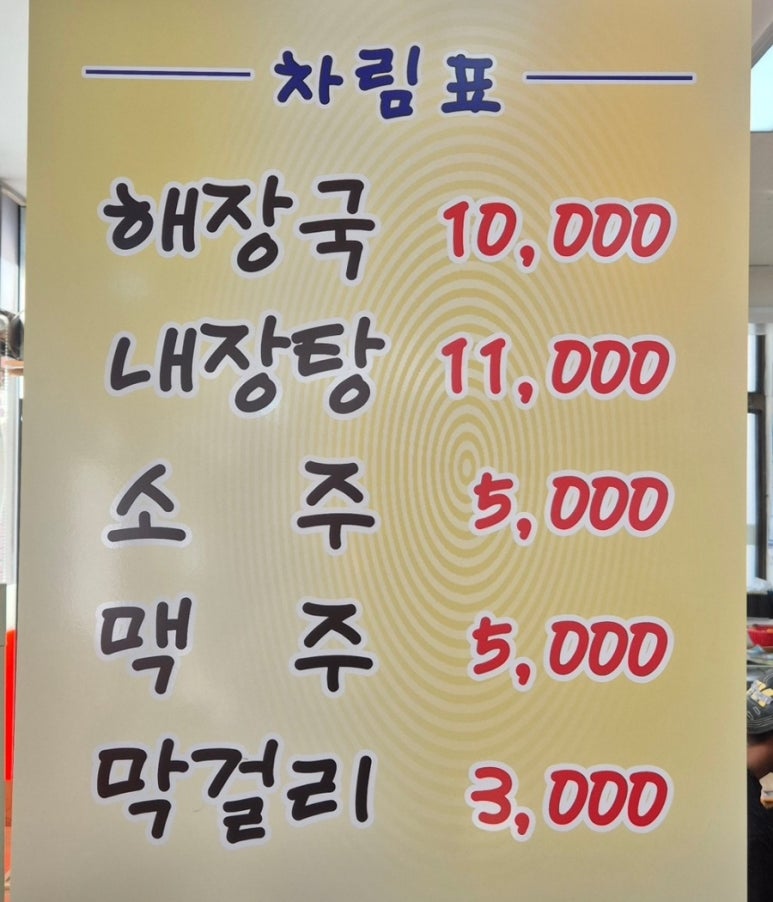 차림표
해장국 10,000
내장탕 11,000
소 주 5,000
맥 주 5,000
막걸리 3,000